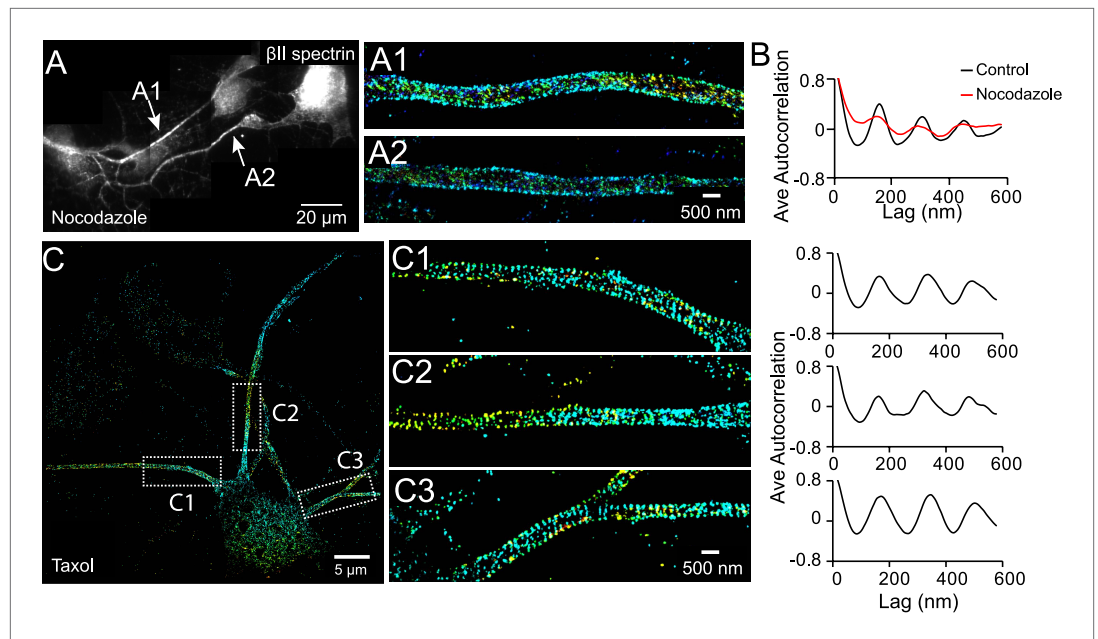 A
βII spectrin
A1
A2
Nocodazole
20 µm
A1
A2
500 nm
B
Control
Nocodazole
Ave Autocorrelation
0.8
0
-0.8
0 200 400 600
Lag (nm)
C
C1
C2
C3
Taxol
5 µm
C1
C2
C3
500 nm
Ave Autocorrelation
0.8
0
-0.8
0 200 400 600
0.8
0
-0.8
0 200 400 600
0.8
0
-0.8
0 200 400 600
Lag (nm)